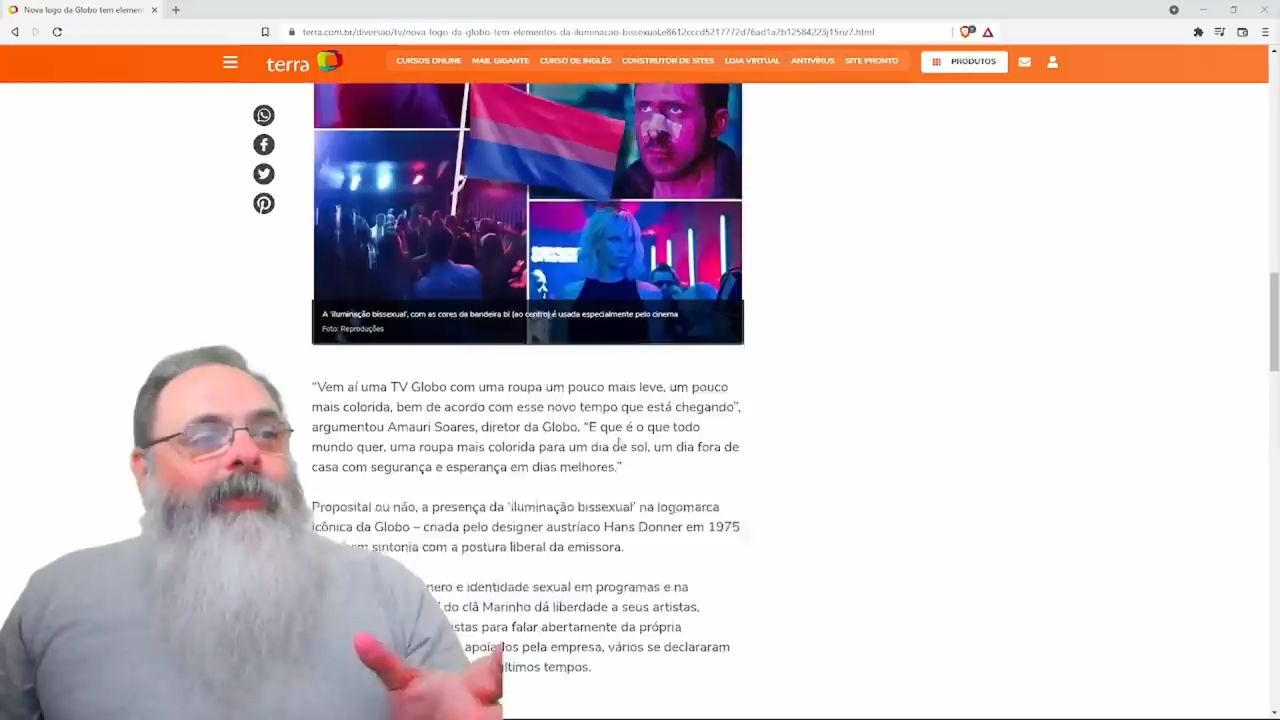 Nova logo da Globo tem element
terra.com.br/diversao/tv/nova-logo-da-globo-tem-elementos-da-iluminacao-bissexual,e8612cccd5217772d76ad1a2b12584223j15riz7.html
terra
CURSOS ONLINE MAIL GIGANTE CURSO DE INGLÊS CONSTRUTOR DE SITES LOJA VIRTUAL ANTIVÍRUS SITE PRONTO
PRODUTOS
A 'iluminação bissexual', com as cores da bandeira bi (ao centro) é usada especialmente pelo cinema
Foto: Reproduções
“Vem aí uma TV Globo com uma roupa um pouco mais leve, um pouco
mais colorida, bem de acordo com esse novo tempo que está chegando”,
argumentou Amauri Soares, diretor da Globo. “E que é o que todo
mundo quer, uma roupa mais colorida para um dia de sol, um dia fora de
casa com segurança e esperança em dias melhores.”
Proposital ou não, a presença da ‘iluminação bissexual’ na logomarca
icônica da Globo – criada pelo designer austríaco Hans Donner em 1975
em sintonia com a postura liberal da emissora.
nero e identidade sexual em programas e na
do clã Marinho dá liberdade a seus artistas,
istas para falar abertamente da própria
apoiados pela empresa, vários se declararam
últimos tempos.